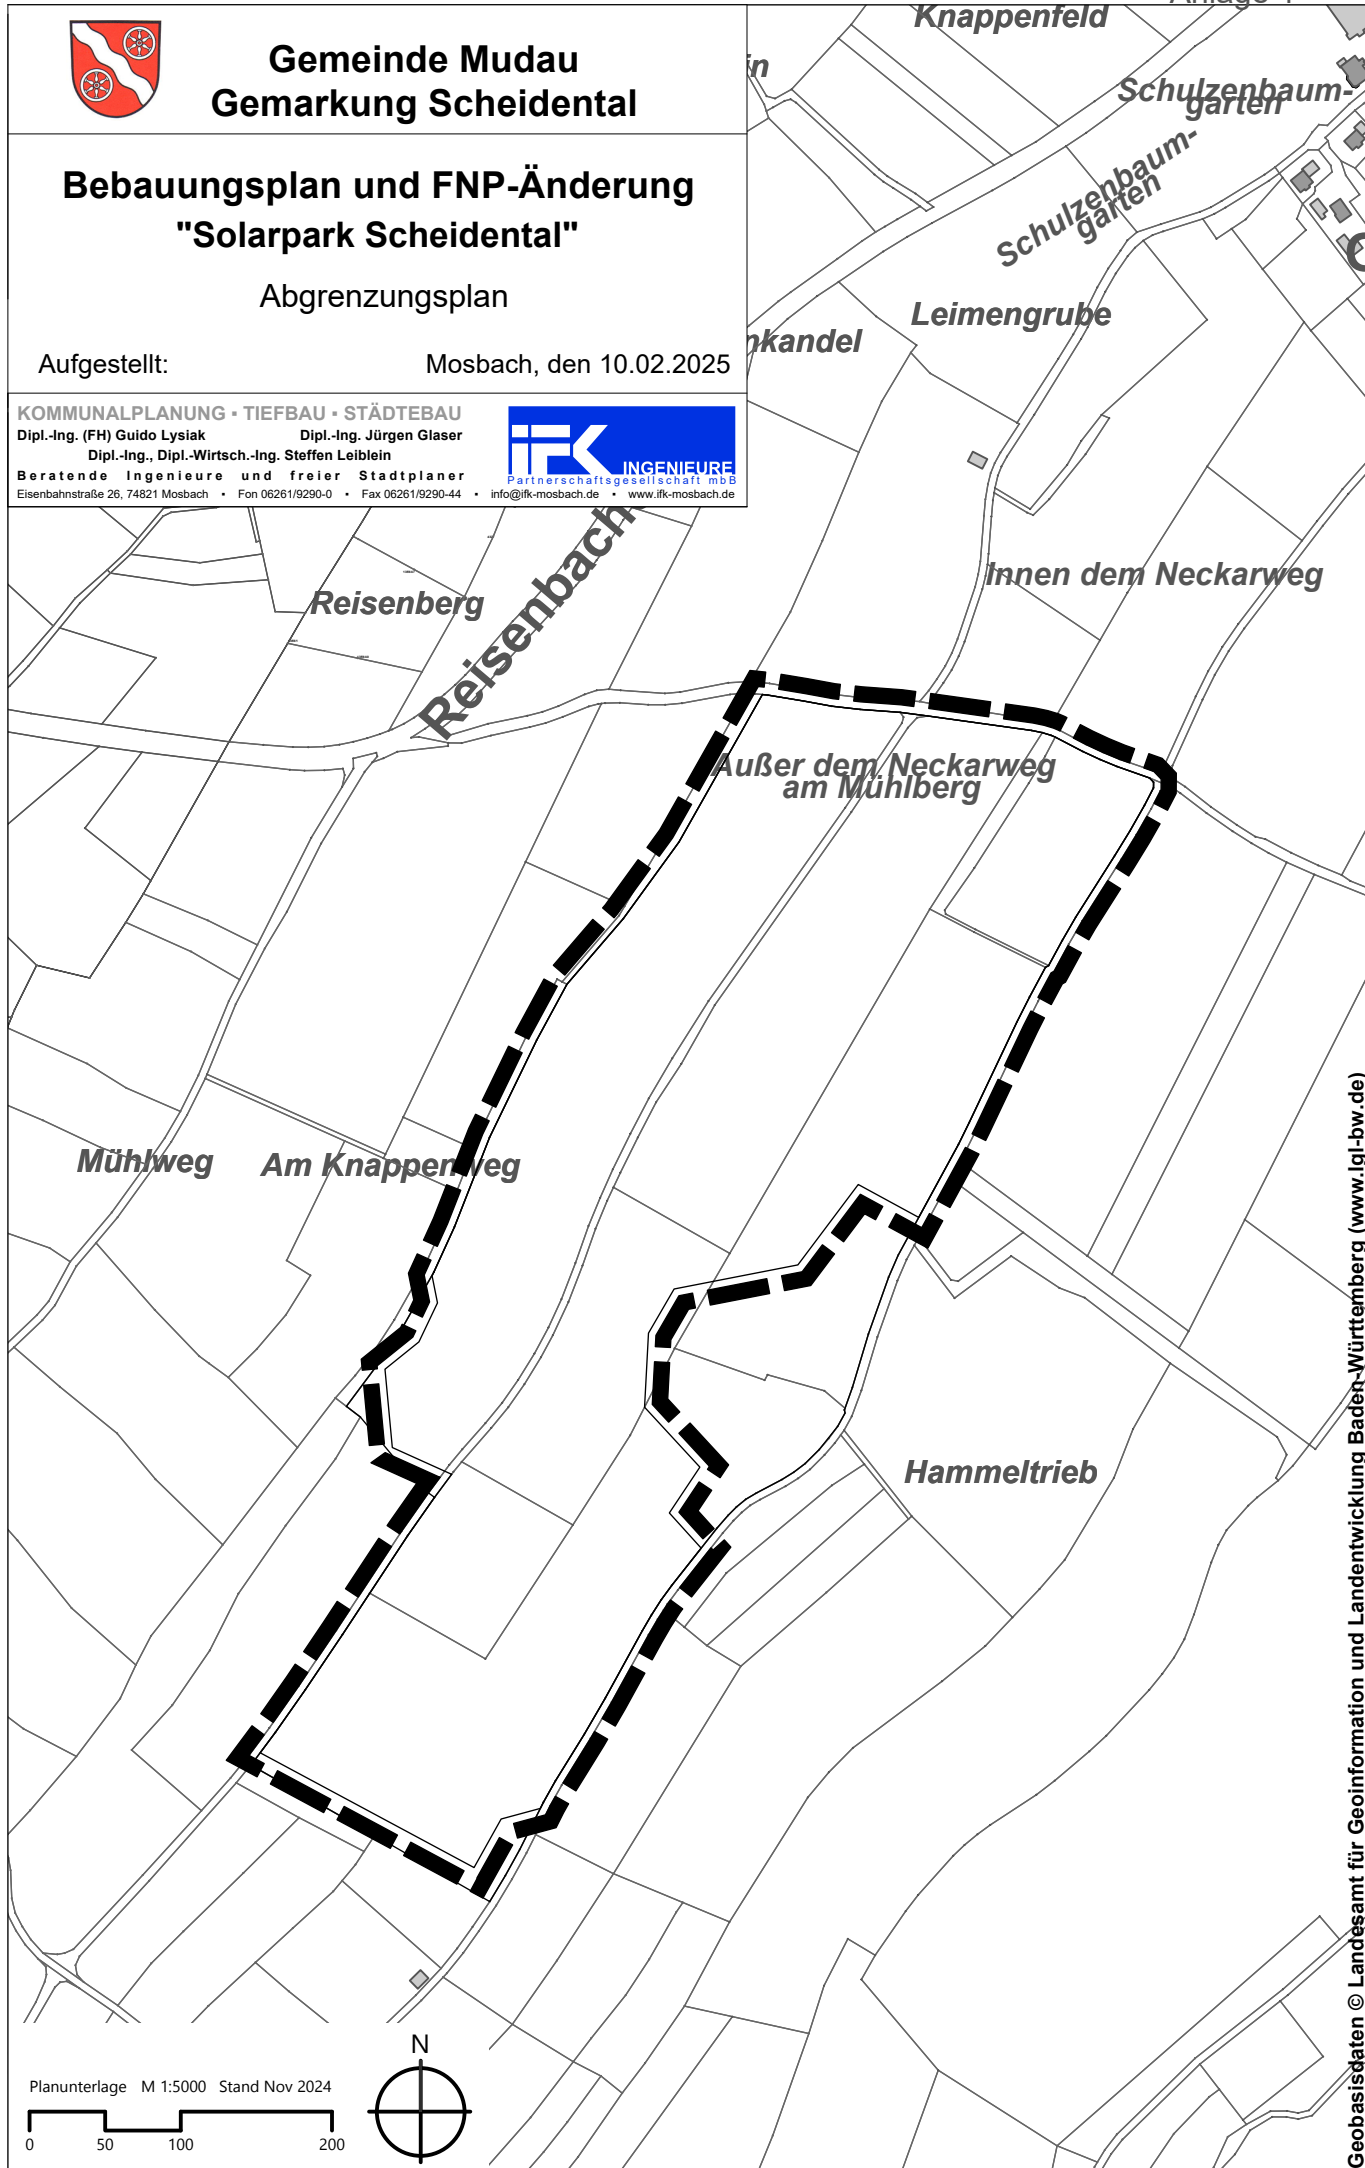 Gemeinde Mudau
Gemarkung Scheidental
Bebauungsplan und FNP-Änderung
"Solarpark Scheidental"
Abgrenzungsplan
Aufgestellt: Mosbach, den 10.02.2025
KOMMUNALPLANUNG ▪ TIEFBAU ▪ STÄDTEBAU
Dipl.-Ing. (FH) Guido Lysiak Dipl.-Ing. Jürgen Glaser
Dipl.-Ing., Dipl.-Wirtsch.-Ing. Steffen Leiblein
Beratende Ingenieure und freier Stadtplaner
Eisenbahnstraße 26, 74821 Mosbach • Fon 06261/9290-0 • Fax 06261/9290-44 • info@ifk-mosbach.de • www.ifk-mosbach.de
IFK INGENIEURE
Partnerschaftsgesellschaft mbB
Knappenfeld
in
Schulzenbaum-
garten
Schulzenbaum-
garten
Leimengrube
nkandel
Innen dem Neckarweg
Reisenberg
Reisenbach
Außer dem Neckarweg
am Mühlberg
Mühlweg
Am Knappenweg
Hammeltrieb
Geobasisdaten © Landesamt für Geoinformation und Landentwicklung Baden-Württemberg (www.lgl-bw.de)
N
Planunterlage M 1:5000 Stand Nov 2024
0 50 100 200